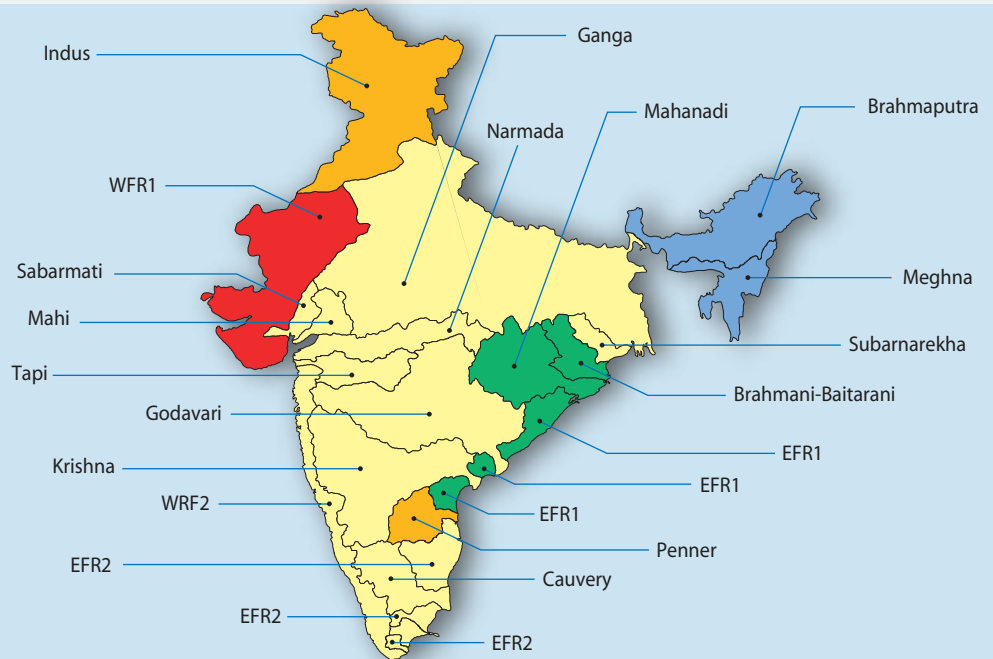 Ganga
Indus
Mahanadi
Brahmaputra
Narmada
WFR1
Sabarmati
Meghna
Mahi
Subarnarekha
Tapi
Brahmani-Baitarani
Godavari
EFR1
Krishna
EFR1
WRF2
EFR1
Penner
EFR2
Cauvery
EFR2
EFR2